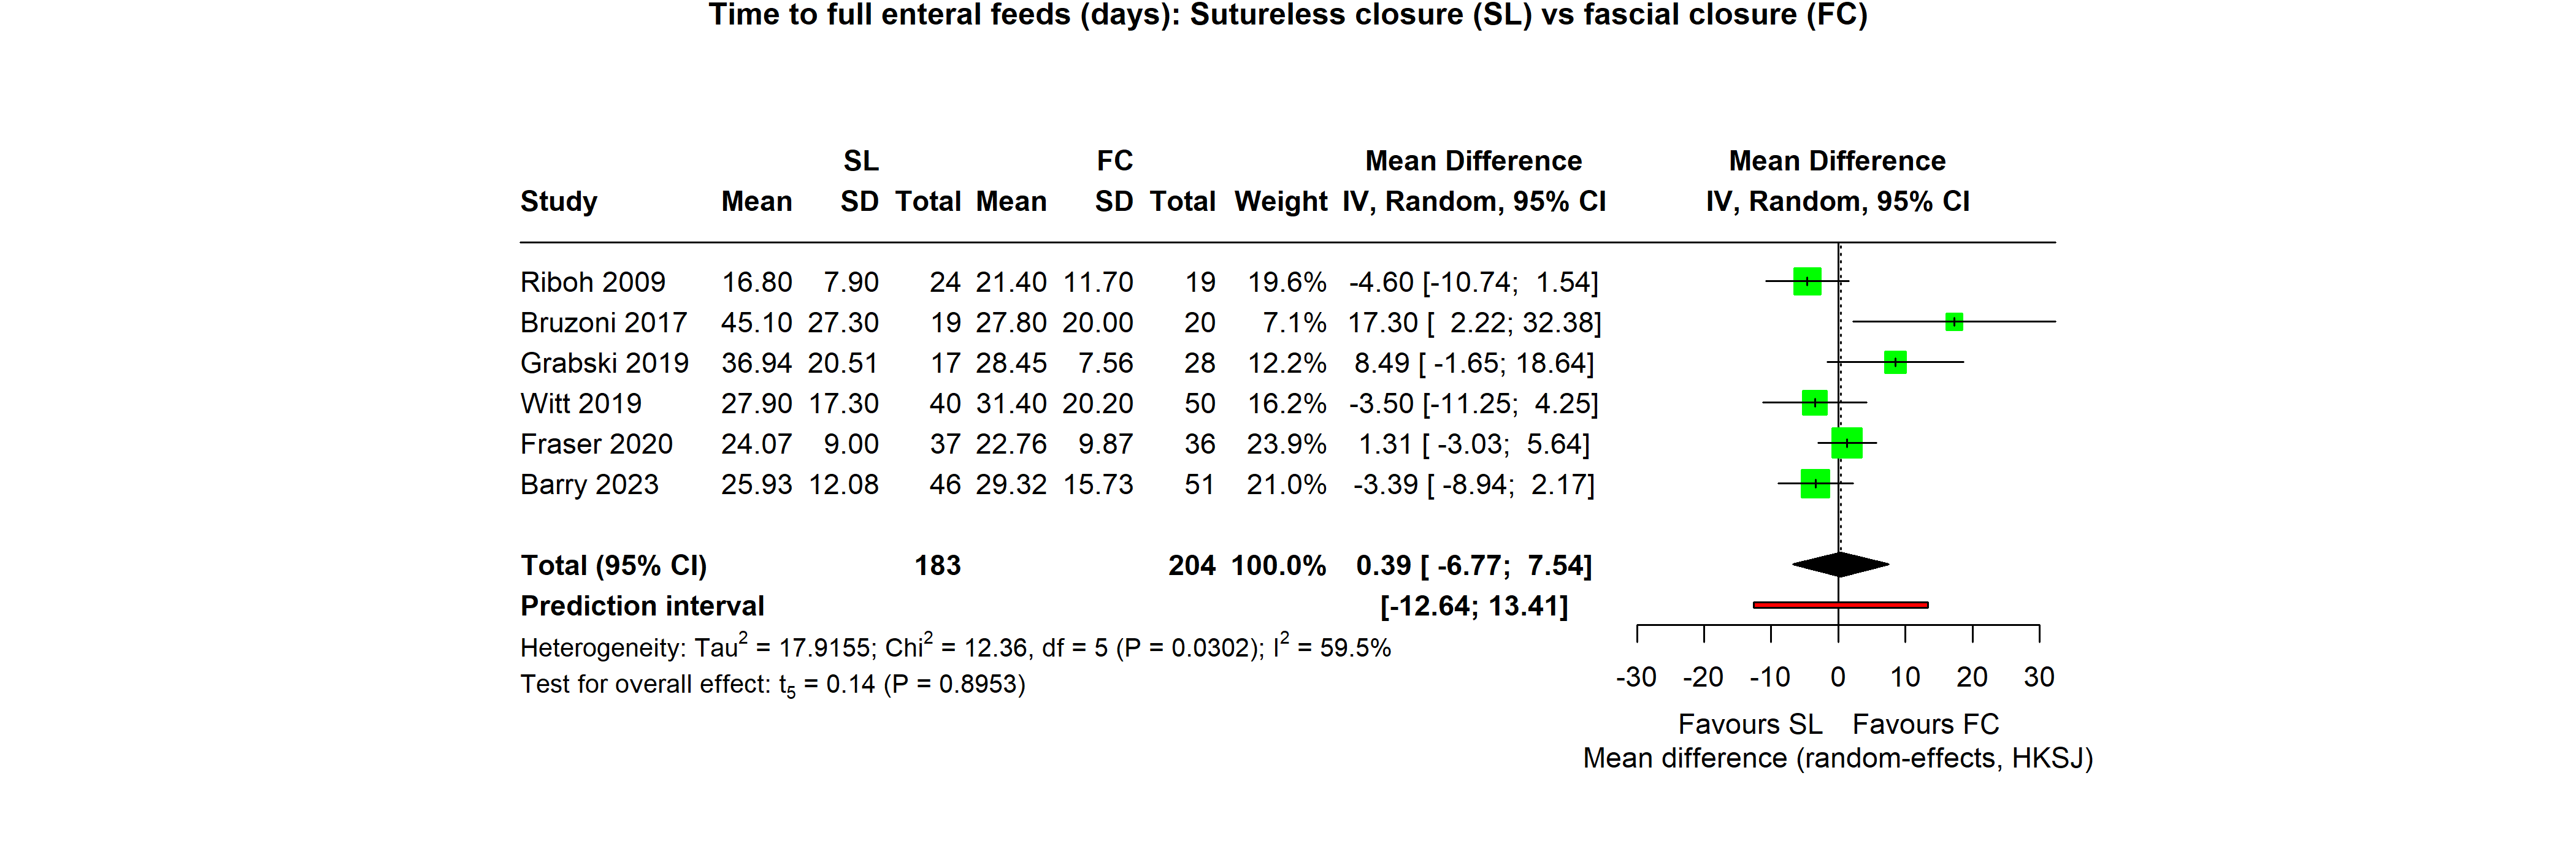 Time to full enteral feeds (days): Sutureless closure (SL) vs fascial closure (FC)
SL FC Mean Difference Mean Difference
Study Mean SD Total Mean SD Total Weight IV, Random, 95% CI IV, Random, 95% CI
Riboh 2009 16.80 7.90 24 21.40 11.70 19 19.6% -4.60 [-10.74; 1.54]
Bruzoni 2017 45.10 27.30 19 27.80 20.00 20 7.1% 17.30 [ 2.22; 32.38]
Grabski 2019 36.94 20.51 17 28.45 7.56 28 12.2% 8.49 [ -1.65; 18.64]
Witt 2019 27.90 17.30 40 31.40 20.20 50 16.2% -3.50 [-11.25; 4.25]
Fraser 2020 24.07 9.00 37 22.76 9.87 36 23.9% 1.31 [ -3.03; 5.64]
Barry 2023 25.93 12.08 46 29.32 15.73 51 21.0% -3.39 [ -8.94; 2.17]
Total (95% CI) 183 204 100.0% 0.39 [ -6.77; 7.54]
Prediction interval [-12.64; 13.41]
Heterogeneity: Tau² = 17.9155; Chi² = 12.36, df = 5 (P = 0.0302); I² = 59.5%
Test for overall effect: t₅ = 0.14 (P = 0.8953)
-30 -20 -10 0 10 20 30
Favours SL Favours FC
Mean difference (random-effects, HKSJ)